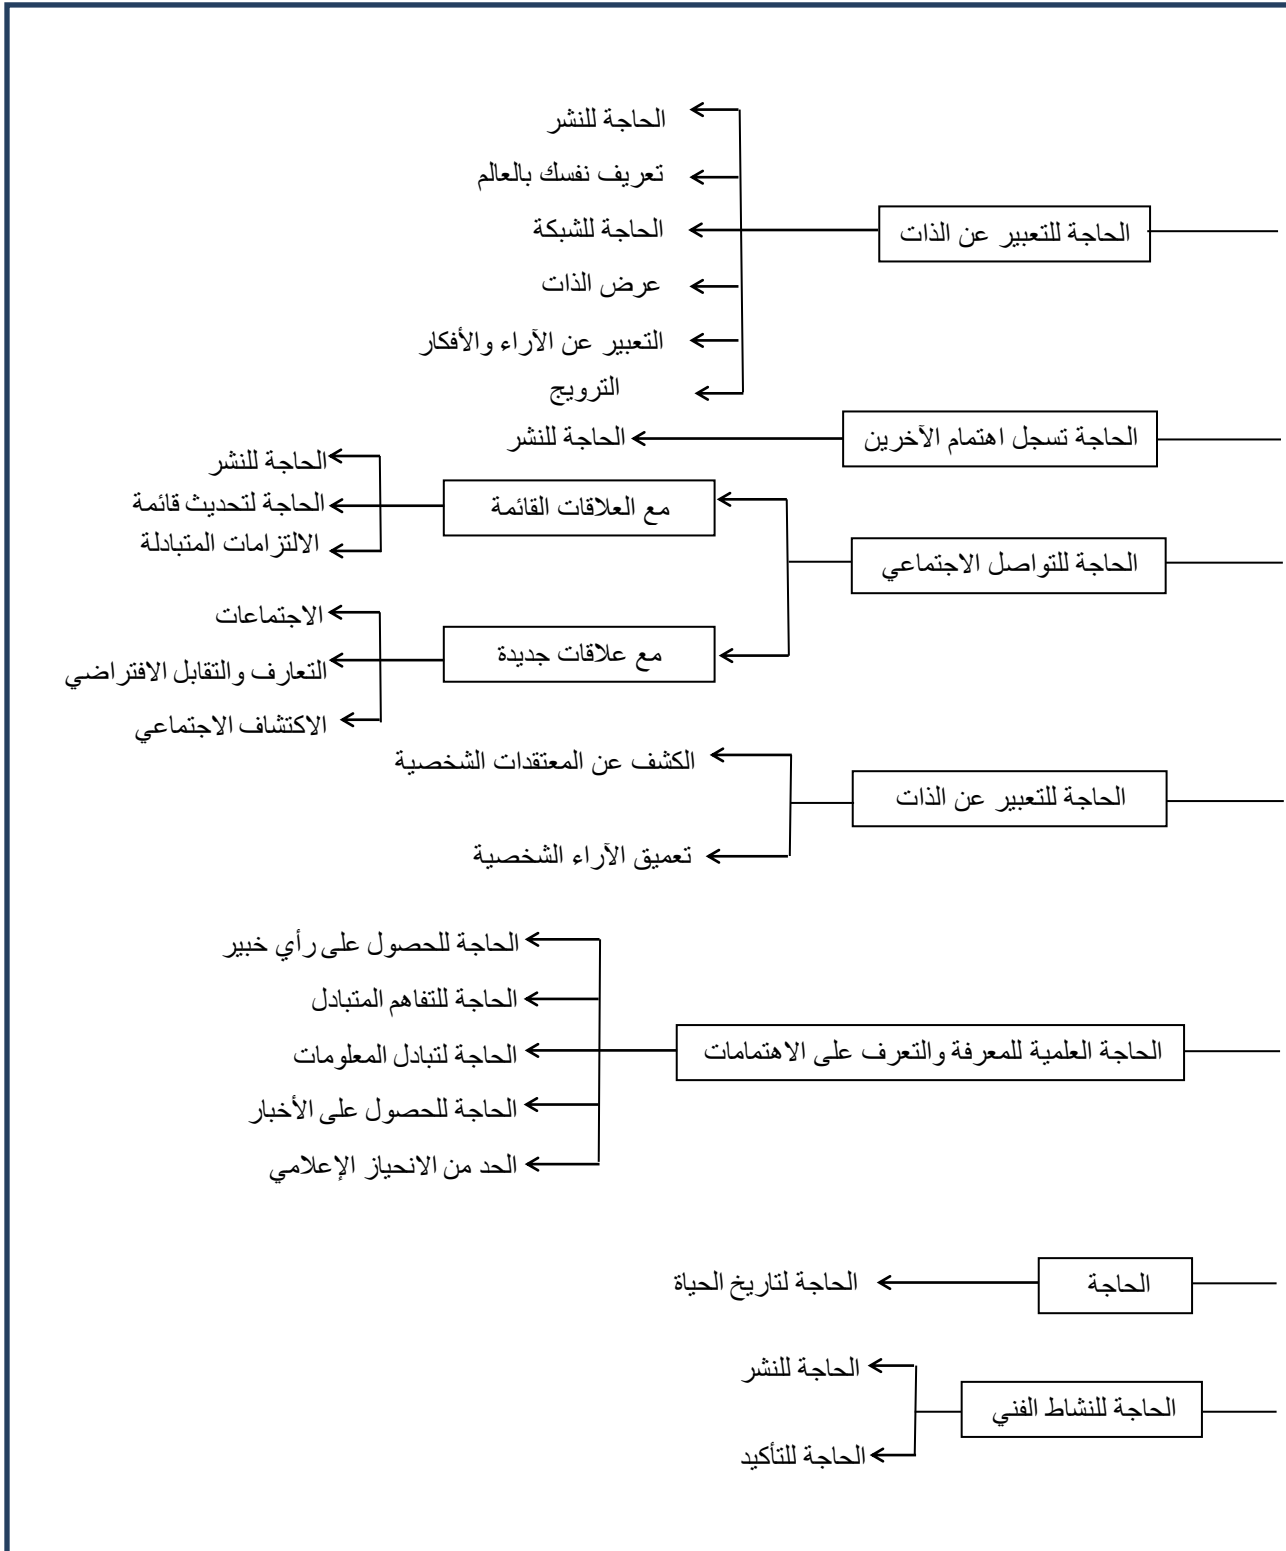 الحاجة للتعبير عن الذات
الحاجة للنشر
تعريف نفسك بالعالم
الحاجة للشبكة
عرض الذات
التعبير عن الآراء والأفكار
الترويج
الحاجة تسجل اهتمام الآخرين
الحاجة للنشر
الحاجة للتواصل الاجتماعي
مع العلاقات القائمة
الحاجة للنشر
الحاجة لتحديث قائمة
الالتزامات المتبادلة
مع علاقات جديدة
الاجتماعات
التعارف والتقابل الافتراضي
الاكتشاف الاجتماعي
الحاجة للتعبير عن الذات
الكشف عن المعتقدات الشخصية
تعميق الآراء الشخصية
الحاجة العلمية للمعرفة والتعرف على الاهتمامات
الحاجة للحصول على رأي خبير
الحاجة للتفاهم المتبادل
الحاجة لتبادل المعلومات
الحاجة للحصول على الأخبار
الحد من الانحياز الإعلامي
الحاجة
الحاجة لتاريخ الحياة
الحاجة للنشاط الفني
الحاجة للنشر
الحاجة للتأكيد